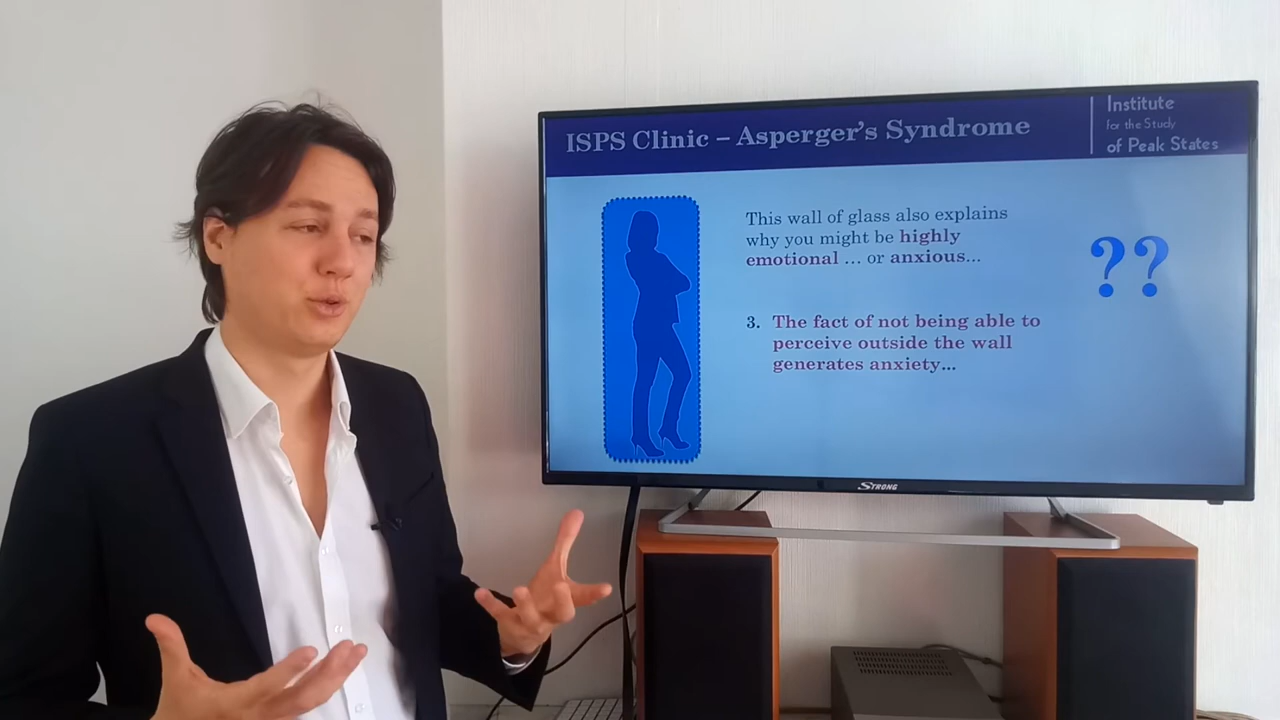 ISPS Clinic – Asperger's Syndrome
Institute
for the Study
of Peak States
This wall of glass also explains
why you might be highly
emotional ... or anxious...
??
3. The fact of not being able to
perceive outside the wall
generates anxiety...
STRONG